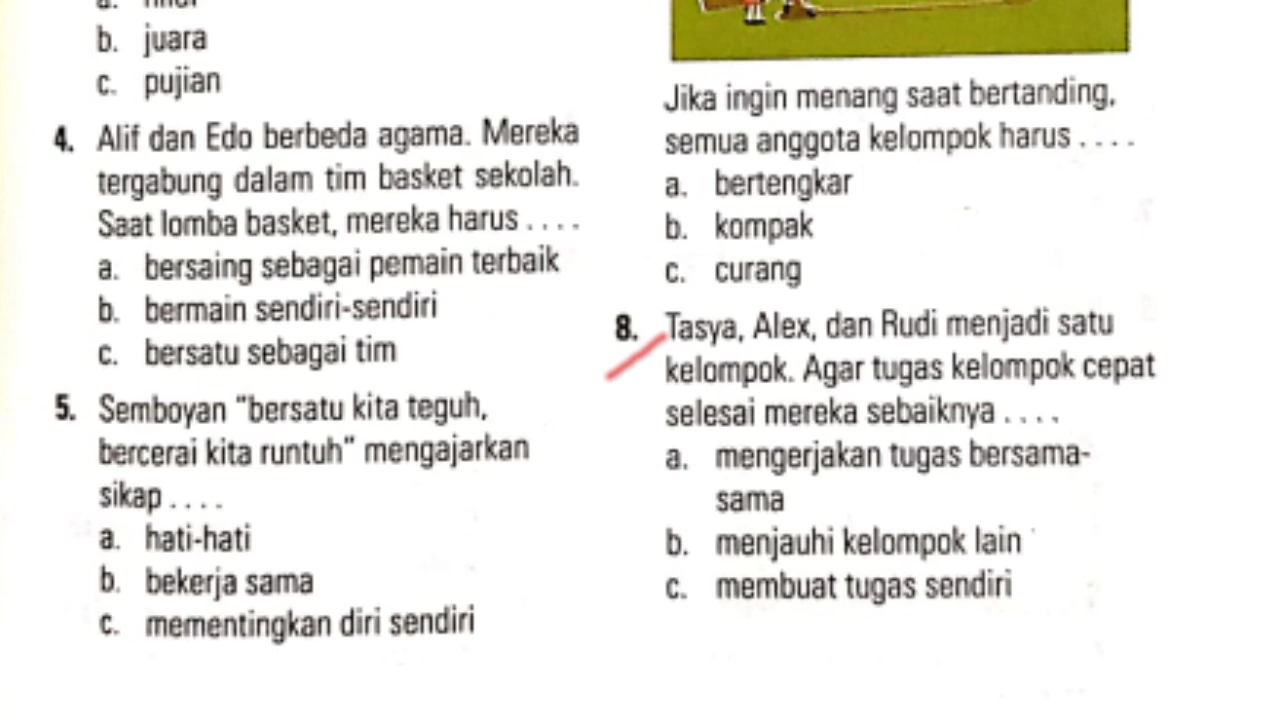 a.
b. juara
c. pujian
4. Alif dan Edo berbeda agama. Mereka
tergabung dalam tim basket sekolah.
Saat lomba basket, mereka harus . . . .
a. bersaing sebagai pemain terbaik
b. bermain sendiri-sendiri
c. bersatu sebagai tim
5. Semboyan "bersatu kita teguh,
bercerai kita runtuh" mengajarkan
sikap . . . .
a. hati-hati
b. bekerja sama
c. mementingkan diri sendiri
Jika ingin menang saat bertanding,
semua anggota kelompok harus . . . .
a. bertengkar
b. kompak
c. curang
8. Tasya, Alex, dan Rudi menjadi satu
kelompok. Agar tugas kelompok cepat
selesai mereka sebaiknya . . . .
a. mengerjakan tugas bersama-
sama
b. menjauhi kelompok lain
c. membuat tugas sendiri